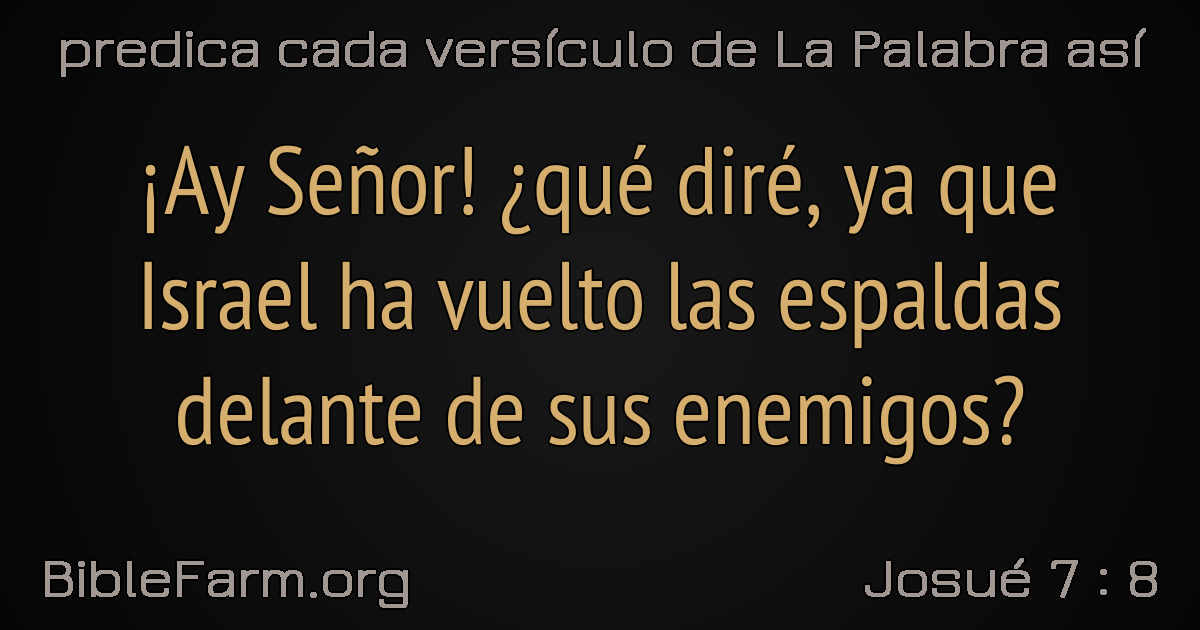 predica cada versículo de La Palabra así
¡Ay Señor! ¿qué diré, ya que
Israel ha vuelto las espaldas
delante de sus enemigos?
BibleFarm.org
Josué 7 : 8